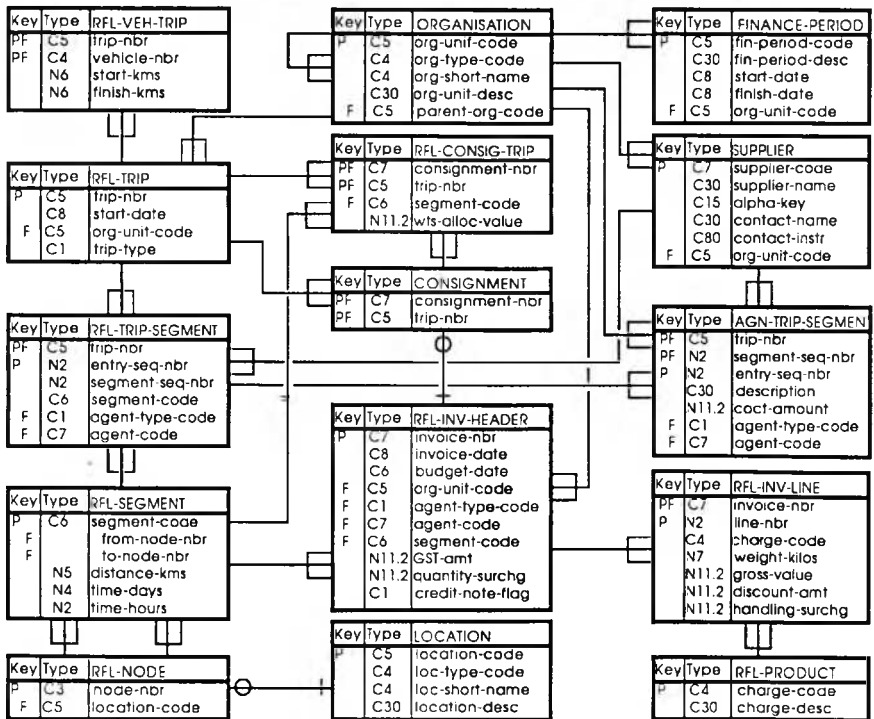 Key Type RFL-VEH-TRIP
PF C5 trip-nbr
PF C4 vehicle-nbr
N6 start-kms
N6 finish-kms
Key Type ORGANISATION
P C5 org-unit-code
C4 org-type-code
C4 org-short-name
C30 org-unit-desc
F C5 parent-org-code
Key Type FINANCE-PERIOD
P C5 fin-period-code
C30 fin-period-desc
C8 start-date
C8 finish-date
F C5 org-unit-code
Key Type RFL-TRIP
P C5 trip-nbr
C8 start-date
F C5 org-unit-code
C1 trip-type
Key Type RFL-CONSIG-TRIP
PF C7 consignment-nbr
PF C5 trip-nbr
F C6 segment-code
N11.2 wts-alloc-value
Key Type SUPPLIER
P C7 supplier-code
C30 supplier-name
C15 alpha-key
C30 contact-name
C80 contact-instr
F C5 org-unit-code
Key Type CONSIGNMENT
PF C7 consignment-nbr
PF C5 trip-nbr
Key Type RFL-TRIP-SEGMENT
PF C5 trip-nbr
P N2 entry-seq-nbr
N2 segment-seq-nbr
C6 segment-code
F C1 agent-type-code
F C7 agent-code
Key Type AGN-TRIP-SEGMEN
PF C5 trip-nbr
PF N2 segment-seq-nbr
P N2 entry-seq-nbr
C30 description
N11.2 coct-amount
F C1 agent-type-code
F C7 agent-code
Key Type RFL-INV-HEADER
P C7 invoice-nbr
C8 invoice-date
C6 budget-date
F C5 org-unit-code
F C1 agent-type-code
F C7 agent-code
F C6 segment-code
N11.2 GST-amt
N11.2 quantity-surchg
C1 credit-note-flag
Key Type RFL-SEGMENT
P C6 segment-code
F from-node-nbr
F to-node-nbr
N5 distance-kms
N4 time-days
N2 time-hours
Key Type RFL-INV-LINE
PF C7 invoice-nbr
P N2 line-nbr
C4 charge-code
N7 weight-kilos
N11.2 gross-value
N11.2 discount-amt
N11.2 handling-surchg
Key Type RFL-NODE
P C3 node-nbr
F C5 location-code
Key Type LOCATION
P C5 location-code
C4 loc-type-code
C4 loc-short-name
C30 location-desc
Key Type RFL-PRODUCT
P C4 charge-code
C30 charge-desc